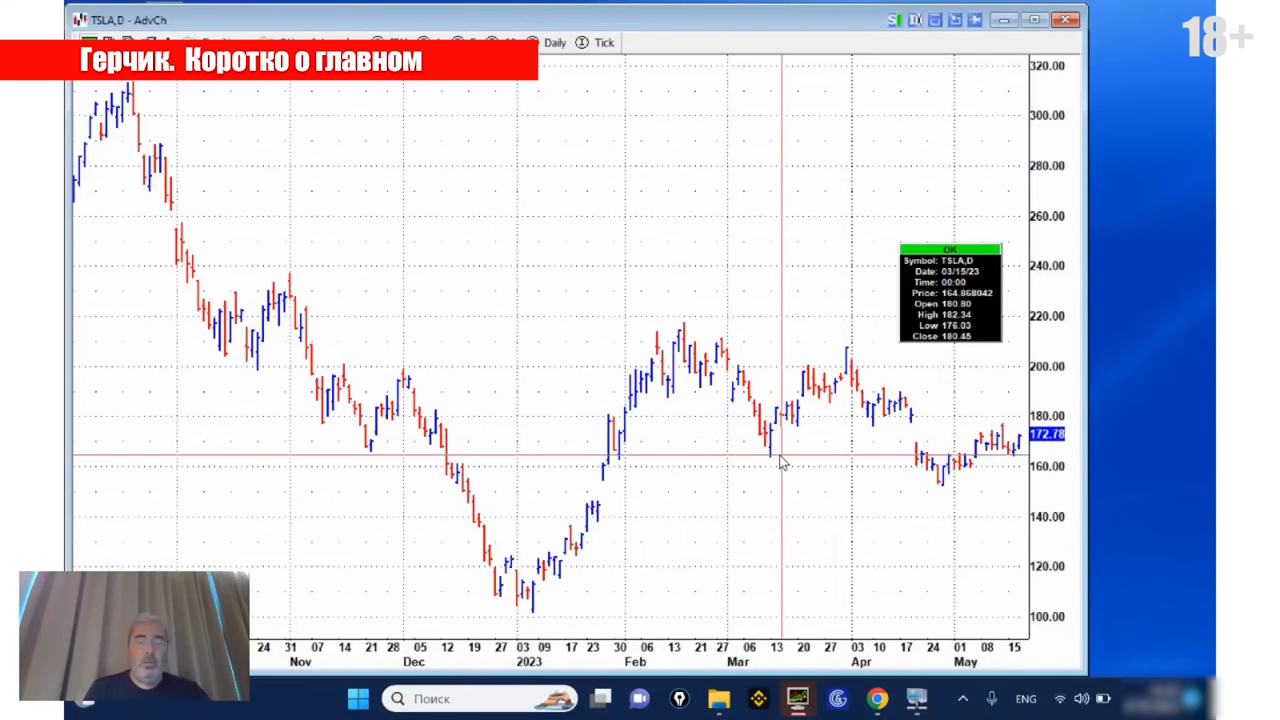 TSLA,D - AdvCh
18+
Герчик. Коротко о главном
Daily
Tick
320.00
300.00
280.00
260.00
240.00
220.00
200.00
180.00
172.78
160.00
140.00
120.00
100.00
OK
Symbol: TSLA,D
Date: 03/15/23
Time: 00:00
Price: 164.868042
Open 180.80
High 182.34
Low 176.03
Close 180.45
24 31 07 14 21 28 05 12 19 27 03 09 17 23 30 06 13 21 27 06 13 20 27 03 10 17 24 01 08 15
Nov Dec 2023 Feb Mar Apr May
Поиск
ENG